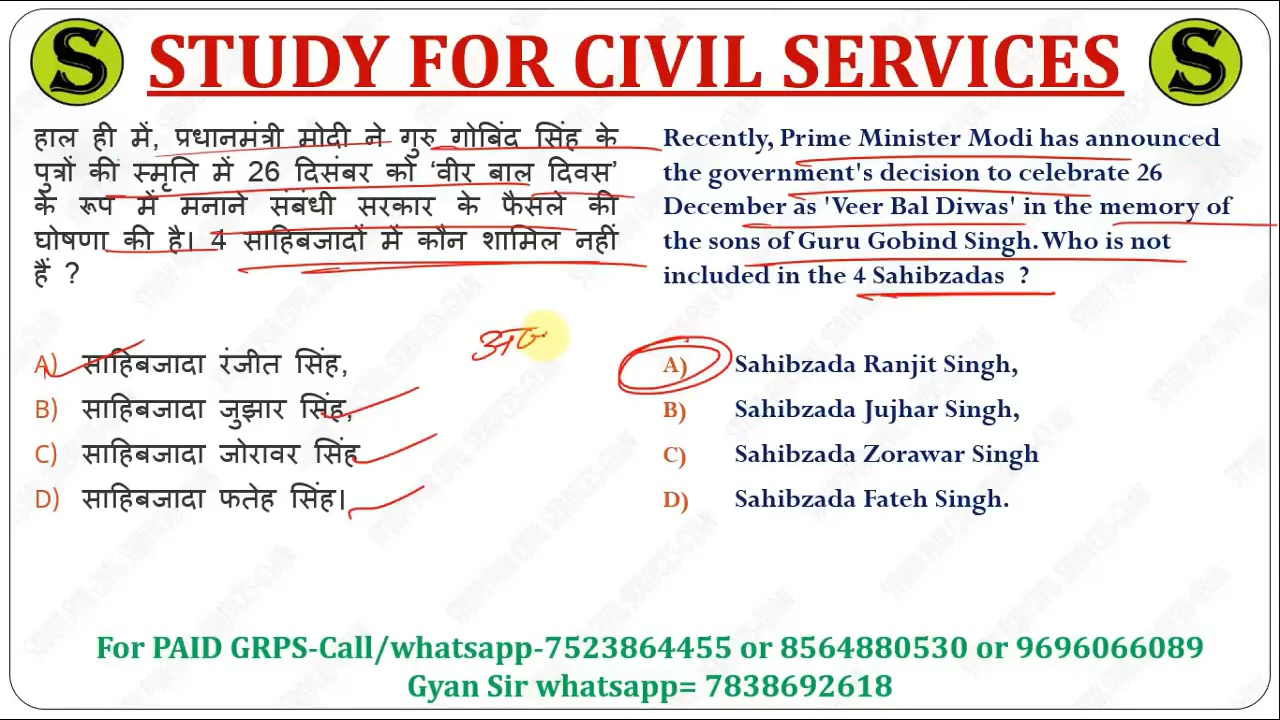 S STUDY FOR CIVIL SERVICES S
हाल ही में, प्रधानमंत्री मोदी ने गुरु गोबिंद सिंह के
पुत्रों की स्मृति में 26 दिसंबर को ‘वीर बाल दिवस’
के रूप में मनाने संबंधी सरकार के फैसले की
घोषणा की है। 4 साहिबजादों में कौन शामिल नहीं
हैं ?
A) साहिबजादा रंजीत सिंह,
B) साहिबजादा जुझार सिंह,
C) साहिबजादा जोरावर सिंह
D) साहिबजादा फतेह सिंह।
Recently, Prime Minister Modi has announced
the government's decision to celebrate 26
December as 'Veer Bal Diwas' in the memory of
the sons of Guru Gobind Singh. Who is not
included in the 4 Sahibzadas ?
A) Sahibzada Ranjit Singh,
B) Sahibzada Jujhar Singh,
C) Sahibzada Zorawar Singh
D) Sahibzada Fateh Singh.
For PAID GRPS-Call/whatsapp-7523864455 or 8564880530 or 9696066089
Gyan Sir whatsapp= 7838692618